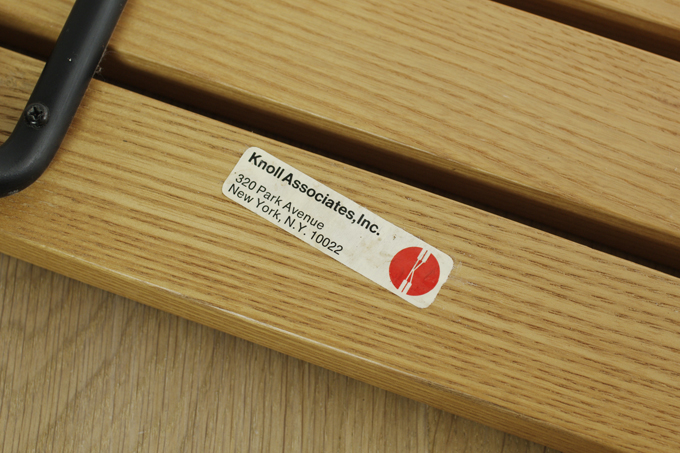 Knoll Associates, Inc.
320 Park Avenue
New York, N.Y. 10022